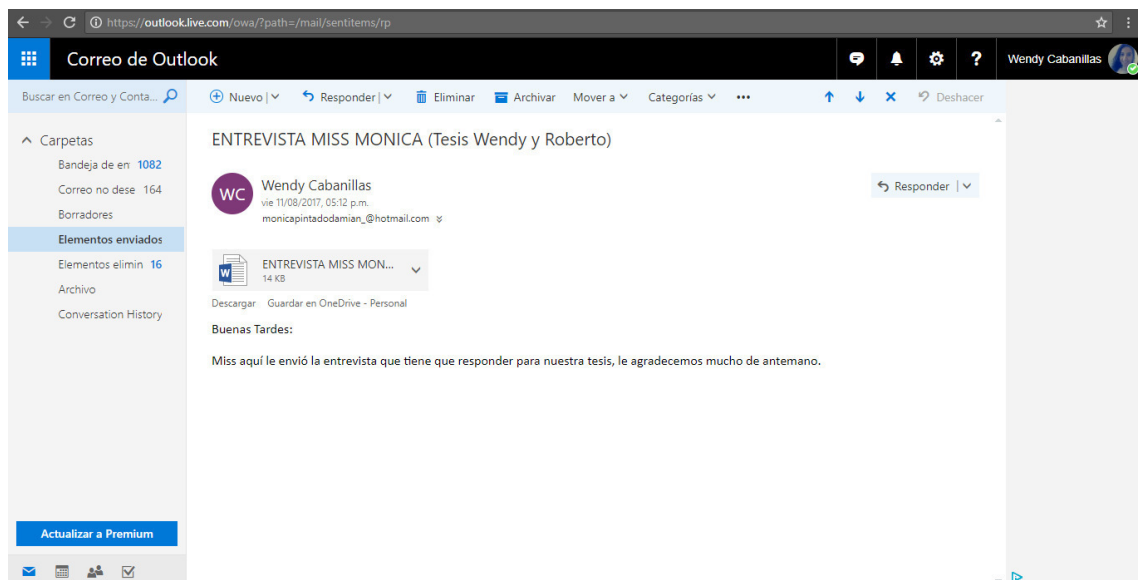 https://outlook.live.com/owa/?path=/mail/sentitems/rp
Correo de Outlook
Wendy Cabanillas
Buscar en Correo y Conta...
Nuevo
Responder
Eliminar
Archivar
Mover a
Categorías
Deshacer
Carpetas
Bandeja de en 1082
Correo no dese 164
Borradores
Elementos enviados
Elementos elimin 16
Archivo
Conversation History
Actualizar a Premium
ENTREVISTA MISS MONICA (Tesis Wendy y Roberto)
WC
Wendy Cabanillas
vie 11/08/2017, 05:12 p.m.
monicapintadodamian_@hotmail.com
Responder
ENTREVISTA MISS MON...
14 KB
Descargar Guardar en OneDrive - Personal
Buenas Tardes:
Miss aquí le envió la entrevista que tiene que responder para nuestra tesis, le agradecemos mucho de antemano.